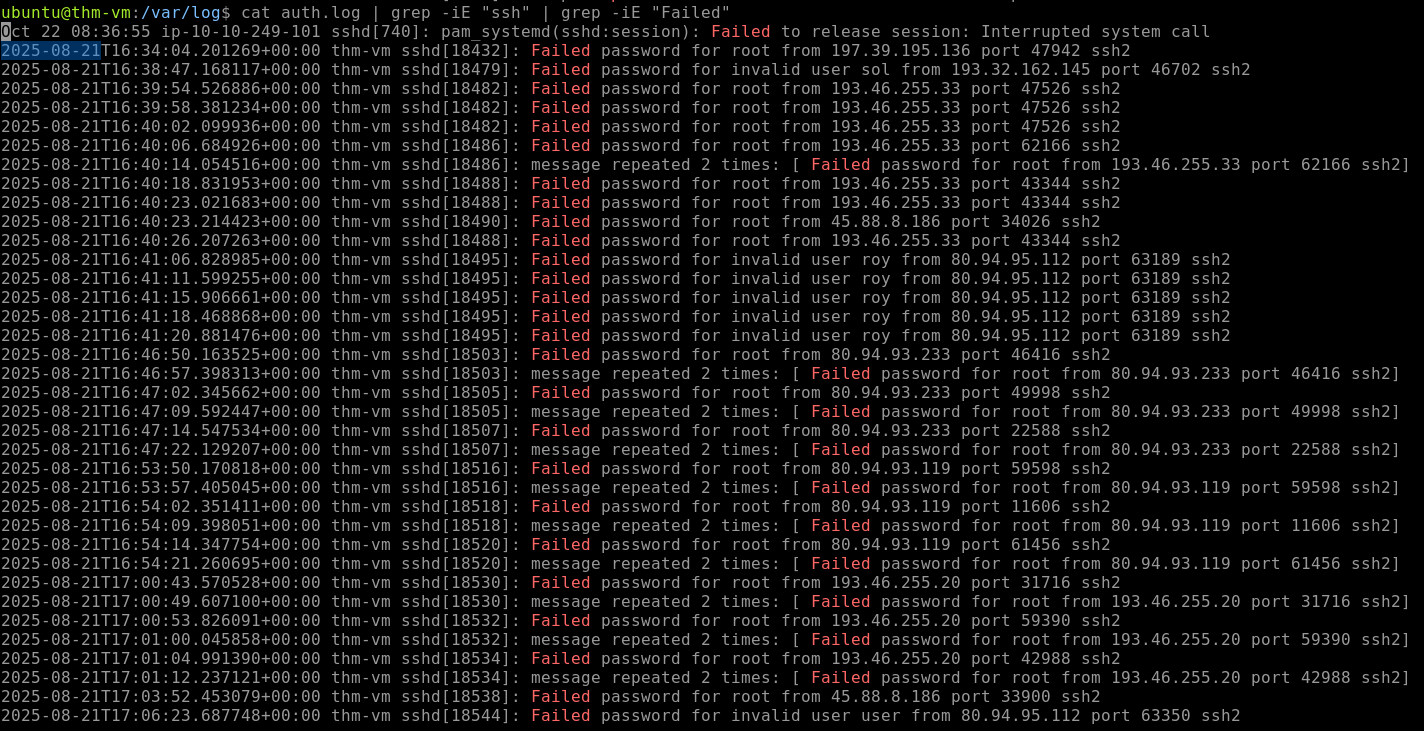 ubuntu@thm-vm:/var/log$ cat auth.log | grep -iE "ssh" | grep -iE "Failed"
Oct 22 08:36:55 ip-10-10-249-101 sshd[740]: pam_systemd(sshd:session): Failed to release session: Interrupted system call
2025-08-21T16:34:04.201269+00:00 thm-vm sshd[18432]: Failed password for root from 197.39.195.136 port 47942 ssh2
2025-08-21T16:38:47.168117+00:00 thm-vm sshd[18479]: Failed password for invalid user sol from 193.32.162.145 port 46702 ssh2
2025-08-21T16:39:54.526886+00:00 thm-vm sshd[18482]: Failed password for root from 193.46.255.33 port 47526 ssh2
2025-08-21T16:39:58.381234+00:00 thm-vm sshd[18482]: Failed password for root from 193.46.255.33 port 47526 ssh2
2025-08-21T16:40:02.099936+00:00 thm-vm sshd[18482]: Failed password for root from 193.46.255.33 port 47526 ssh2
2025-08-21T16:40:06.684926+00:00 thm-vm sshd[18486]: Failed password for root from 193.46.255.33 port 62166 ssh2
2025-08-21T16:40:14.054516+00:00 thm-vm sshd[18486]: message repeated 2 times: [ Failed password for root from 193.46.255.33 port 62166 ssh2]
2025-08-21T16:40:18.831953+00:00 thm-vm sshd[18488]: Failed password for root from 193.46.255.33 port 43344 ssh2
2025-08-21T16:40:23.021683+00:00 thm-vm sshd[18488]: Failed password for root from 193.46.255.33 port 43344 ssh2
2025-08-21T16:40:23.214423+00:00 thm-vm sshd[18490]: Failed password for root from 45.88.8.186 port 34026 ssh2
2025-08-21T16:40:26.207263+00:00 thm-vm sshd[18488]: Failed password for root from 193.46.255.33 port 43344 ssh2
2025-08-21T16:41:06.828985+00:00 thm-vm sshd[18495]: Failed password for invalid user roy from 80.94.95.112 port 63189 ssh2
2025-08-21T16:41:11.599255+00:00 thm-vm sshd[18495]: Failed password for invalid user roy from 80.94.95.112 port 63189 ssh2
2025-08-21T16:41:15.906661+00:00 thm-vm sshd[18495]: Failed password for invalid user roy from 80.94.95.112 port 63189 ssh2
2025-08-21T16:41:18.468868+00:00 thm-vm sshd[18495]: Failed password for invalid user roy from 80.94.95.112 port 63189 ssh2
2025-08-21T16:41:20.881476+00:00 thm-vm sshd[18495]: Failed password for invalid user roy from 80.94.95.112 port 63189 ssh2
2025-08-21T16:46:50.163525+00:00 thm-vm sshd[18503]: Failed password for root from 80.94.93.233 port 46416 ssh2
2025-08-21T16:46:57.398313+00:00 thm-vm sshd[18503]: message repeated 2 times: [ Failed password for root from 80.94.93.233 port 46416 ssh2]
2025-08-21T16:47:02.345662+00:00 thm-vm sshd[18505]: Failed password for root from 80.94.93.233 port 49998 ssh2
2025-08-21T16:47:09.592447+00:00 thm-vm sshd[18505]: message repeated 2 times: [ Failed password for root from 80.94.93.233 port 49998 ssh2]
2025-08-21T16:47:14.547534+00:00 thm-vm sshd[18507]: Failed password for root from 80.94.93.233 port 22588 ssh2
2025-08-21T16:47:22.129207+00:00 thm-vm sshd[18507]: message repeated 2 times: [ Failed password for root from 80.94.93.233 port 22588 ssh2]
2025-08-21T16:53:50.170818+00:00 thm-vm sshd[18516]: Failed password for root from 80.94.93.119 port 59598 ssh2
2025-08-21T16:53:57.405045+00:00 thm-vm sshd[18516]: message repeated 2 times: [ Failed password for root from 80.94.93.119 port 59598 ssh2]
2025-08-21T16:54:02.351411+00:00 thm-vm sshd[18518]: Failed password for root from 80.94.93.119 port 11606 ssh2
2025-08-21T16:54:09.398051+00:00 thm-vm sshd[18518]: message repeated 2 times: [ Failed password for root from 80.94.93.119 port 11606 ssh2]
2025-08-21T16:54:14.347754+00:00 thm-vm sshd[18520]: Failed password for root from 80.94.93.119 port 61456 ssh2
2025-08-21T16:54:21.260695+00:00 thm-vm sshd[18520]: message repeated 2 times: [ Failed password for root from 80.94.93.119 port 61456 ssh2]
2025-08-21T17:00:43.570528+00:00 thm-vm sshd[18530]: Failed password for root from 193.46.255.20 port 31716 ssh2
2025-08-21T17:00:49.607100+00:00 thm-vm sshd[18530]: message repeated 2 times: [ Failed password for root from 193.46.255.20 port 31716 ssh2]
2025-08-21T17:00:53.826091+00:00 thm-vm sshd[18532]: Failed password for root from 193.46.255.20 port 59390 ssh2
2025-08-21T17:01:00.045858+00:00 thm-vm sshd[18532]: message repeated 2 times: [ Failed password for root from 193.46.255.20 port 59390 ssh2]
2025-08-21T17:01:04.991390+00:00 thm-vm sshd[18534]: Failed password for root from 193.46.255.20 port 42988 ssh2
2025-08-21T17:01:12.237121+00:00 thm-vm sshd[18534]: message repeated 2 times: [ Failed password for root from 193.46.255.20 port 42988 ssh2]
2025-08-21T17:03:52.453079+00:00 thm-vm sshd[18538]: Failed password for root from 45.88.8.186 port 33900 ssh2
2025-08-21T17:06:23.687748+00:00 thm-vm sshd[18544]: Failed password for invalid user user from 80.94.95.112 port 63350 ssh2